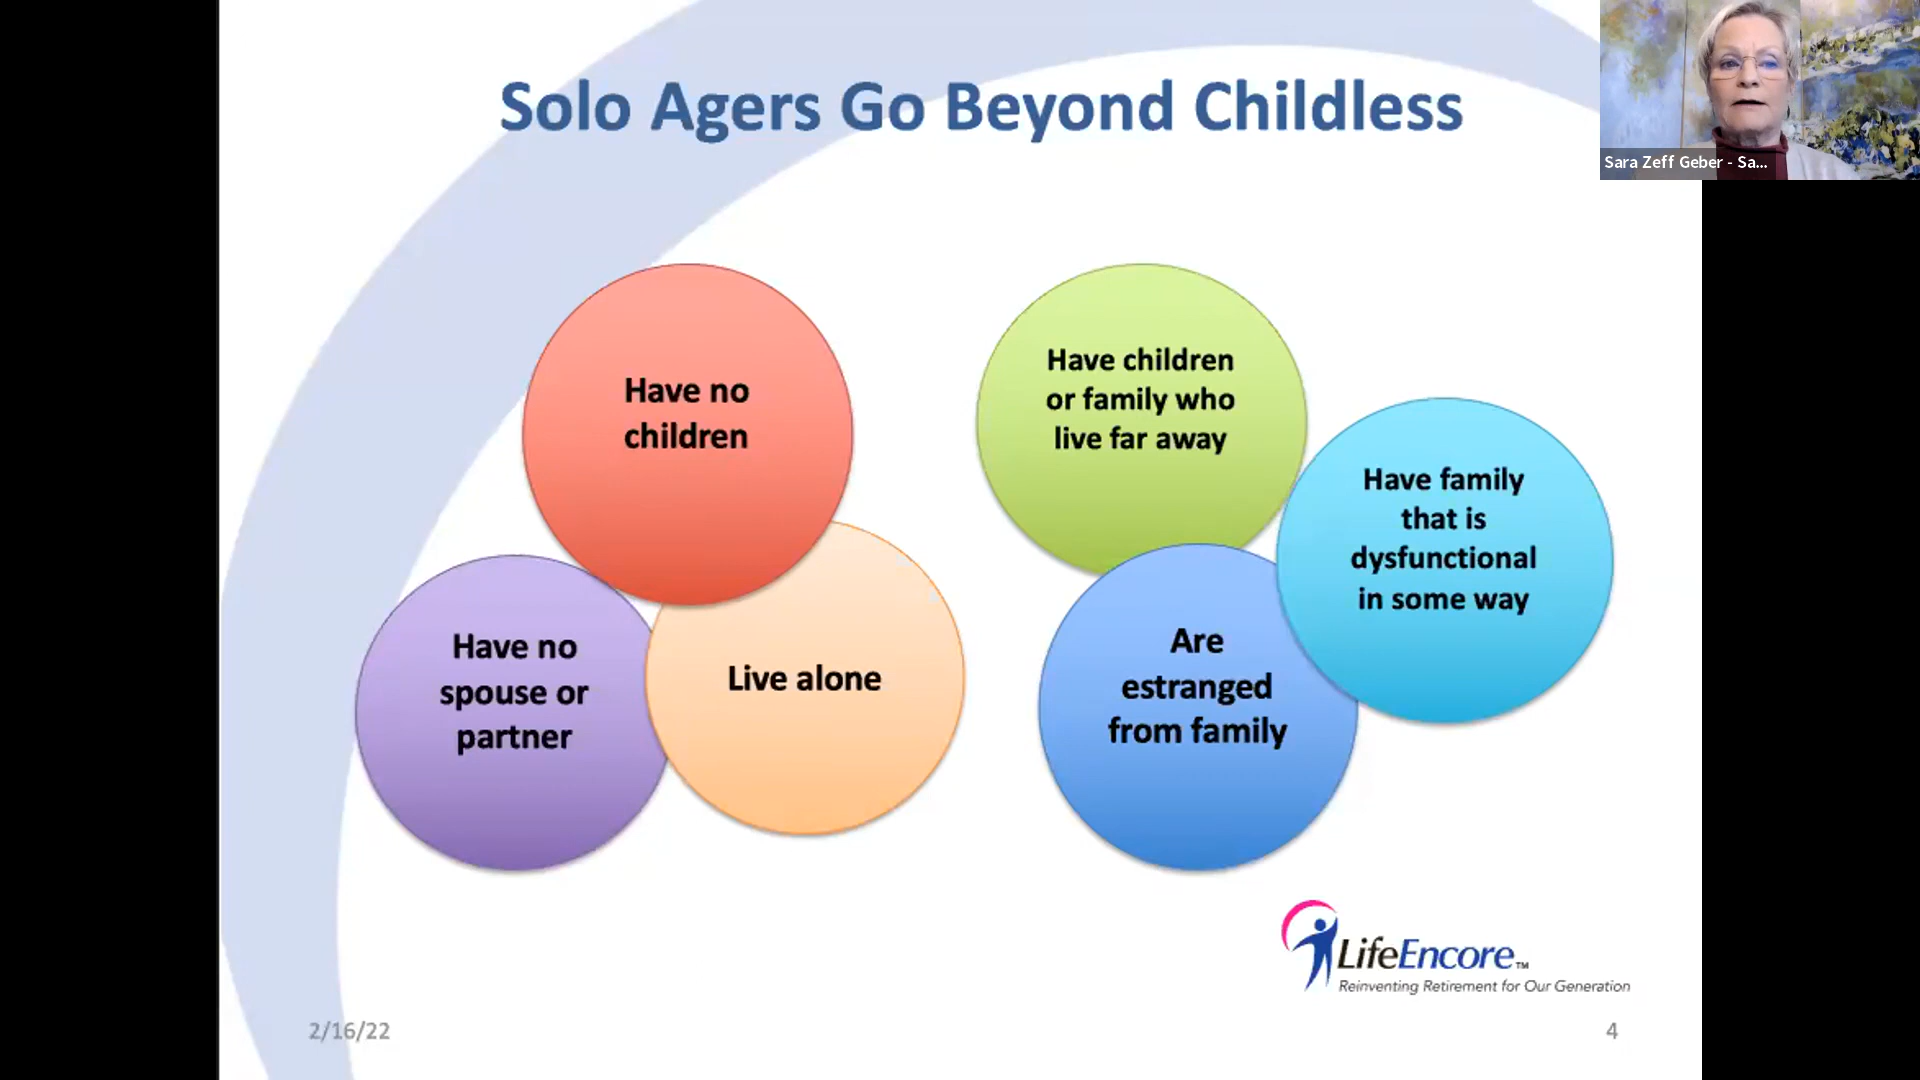 Solo Agers Go Beyond Childless
Sara Zeff Geber - Sa...
Have no
children
Have no
spouse or
partner
Live alone
Have children
or family who
live far away
Are
estranged
from family
Have family
that is
dysfunctional
in some way
LifeEncore™
Reinventing Retirement for Our Generation
2/16/22
4